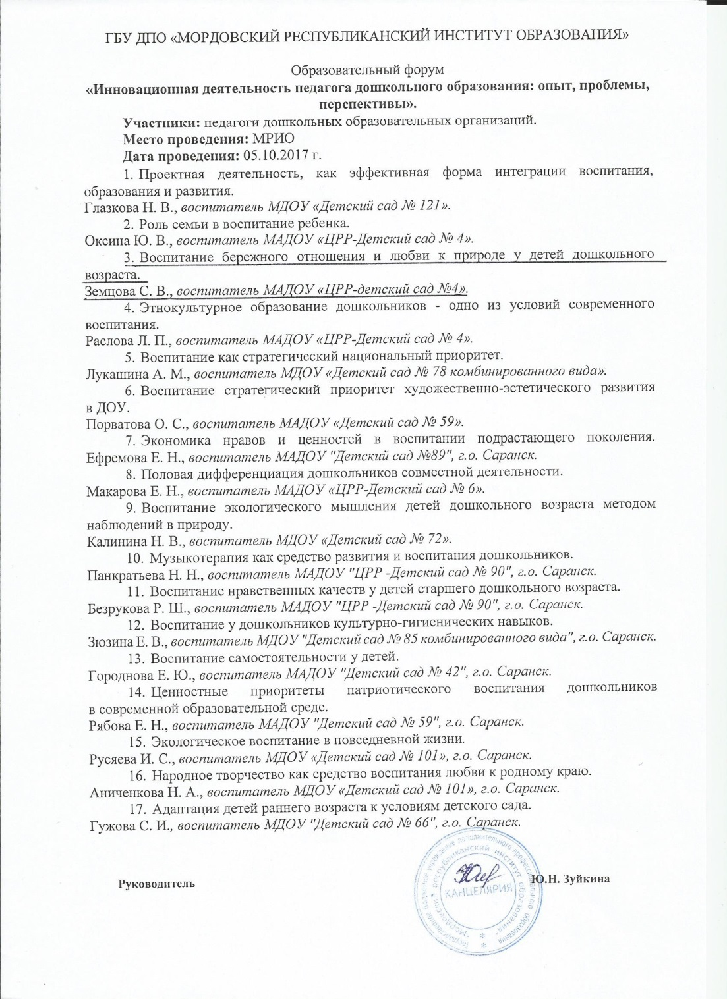 ГБУ ДПО «МОРДОВСКИЙ РЕСПУБЛИКАНСКИЙ ИНСТИТУТ ОБРАЗОВАНИЯ»
Образовательный форум
«Инновационная деятельность педагога дошкольного образования: опыт, проблемы,
перспективы».
Участники: педагоги дошкольных образовательных организаций.
Место проведения: МРИО
Дата проведения: 05.10.2017 г.
1. Проектная деятельность, как эффективная форма интеграции воспитания,
образования и развития.
Глазкова Н. В., воспитатель МДОУ «Детский сад № 121».
2. Роль семьи в воспитание ребенка.
Оксина Ю. В., воспитатель МАДОУ «ЦРР-Детский сад № 4».
3. Воспитание бережного отношения и любви к природе у детей дошкольного
возраста.
Земцова С. В., воспитатель МАДОУ «ЦРР-детский сад №4».
4. Этнокультурное образование дошкольников - одно из условий современного
воспитания.
Раслова Л. П., воспитатель МАДОУ «ЦРР-Детский сад № 4».
5. Воспитание как стратегический национальный приоритет.
Лукашина А. М., воспитатель МДОУ «Детский сад № 78 комбинированного вида».
6. Воспитание стратегический приоритет художественно-эстетического развития
в ДОУ.
Порватова О. С., воспитатель МАДОУ «Детский сад № 59».
7. Экономика нравов и ценностей в воспитании подрастающего поколения.
Ефремова Е. Н., воспитатель МАДОУ "Детский сад №89", г.о. Саранск.
8. Половая дифференциация дошкольников совместной деятельности.
Макарова Е. Н., воспитатель МАДОУ «ЦРР-Детский сад № 6».
9. Воспитание экологического мышления детей дошкольного возраста методом
наблюдений в природу.
Калинина Н. В., воспитатель МДОУ «Детский сад № 72».
10. Музыкотерапия как средство развития и воспитания дошкольников.
Панкратьева Н. Н., воспитатель МАДОУ "ЦРР -Детский сад № 90", г.о. Саранск.
11. Воспитание нравственных качеств у детей старшего дошкольного возраста.
Безрукова Р. Ш., воспитатель МАДОУ "ЦРР -Детский сад № 90", г.о. Саранск.
12. Воспитание у дошкольников культурно-гигиенических навыков.
Зюзина Е. В., воспитатель МДОУ "Детский сад № 85 комбинированного вида", г.о. Саранск.
13. Воспитание самостоятельности у детей.
Городнова Е. Ю., воспитатель МАДОУ "Детский сад № 42", г.о. Саранск.
14. Ценностные приоритеты патриотического воспитания дошкольников
в современной образовательной среде.
Рябова Е. Н., воспитатель МАДОУ "Детский сад № 59", г.о. Саранск.
15. Экологическое воспитание в повседневной жизни.
Русяева И. С., воспитатель МДОУ «Детский сад № 101», г.о. Саранск.
16. Народное творчество как средство воспитания любви к родному краю.
Аниченкова Н. А., воспитатель МДОУ «Детский сад № 101», г.о. Саранск.
17. Адаптация детей раннего возраста к условиям детского сада.
Гужова С. И., воспитатель МДОУ "Детский сад № 66", г.о. Саранск.
Руководитель
Ю.Н. Зуйкина
КАНЦЕЛЯРИЯ
дополнительного профессионального образования
республиканский институт образования"